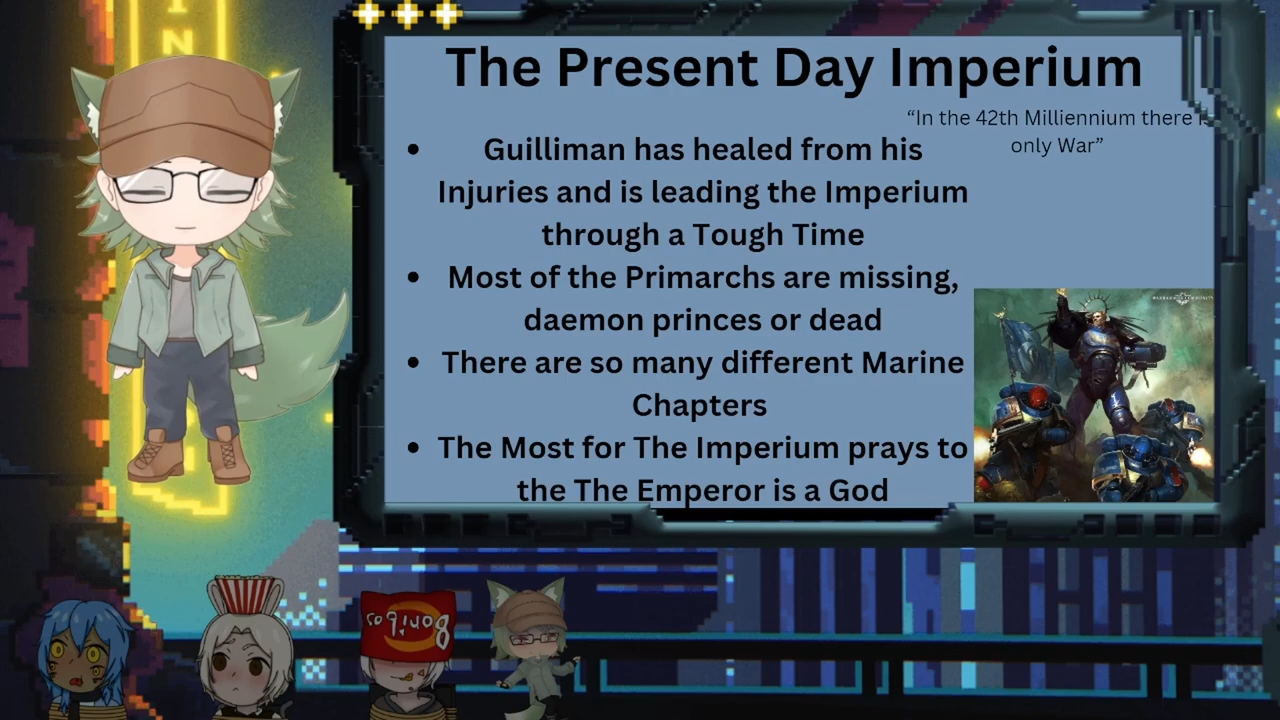 IN
The Present Day Imperium
“In the 42th Milliennium there is
only War”
• Guilliman has healed from his
Injuries and is leading the Imperium
through a Tough Time
• Most of the Primarchs are missing,
daemon princes or dead
• There are so many different Marine
Chapters
• The Most for The Imperium prays to
the The Emperor is a God